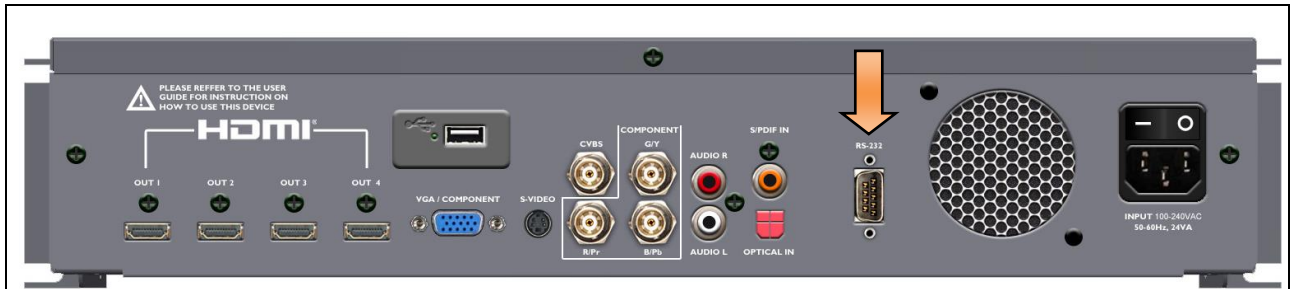 PLEASE REFFER TO THE USER
GUIDE FOR INSTRUCTION ON
HOW TO USE THIS DEVICE
HDMI
OUT 1
OUT 2
OUT 3
OUT 4
VGA / COMPONENT
S-VIDEO
CVBS
COMPONENT
G/Y
R/Pr
B/Pb
AUDIO R
AUDIO L
S/PDIF IN
OPTICAL IN
RS-232
INPUT 100-240VAC
50-60Hz, 24VA